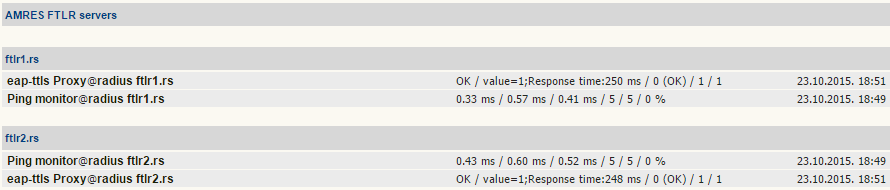 AMRES FTLR servers
ftlr1.rs
eap-ttls Proxy@radius ftlr1.rs OK / value=1;Response time:250 ms / 0 (OK) / 1 / 1 23.10.2015. 18:51
Ping monitor@radius ftlr1.rs 0.33 ms / 0.57 ms / 0.41 ms / 5 / 5 / 0 % 23.10.2015. 18:49
ftlr2.rs
Ping monitor@radius ftlr2.rs 0.43 ms / 0.60 ms / 0.52 ms / 5 / 5 / 0 % 23.10.2015. 18:49
eap-ttls Proxy@radius ftlr2.rs OK / value=1;Response time:248 ms / 0 (OK) / 1 / 1 23.10.2015. 18:51